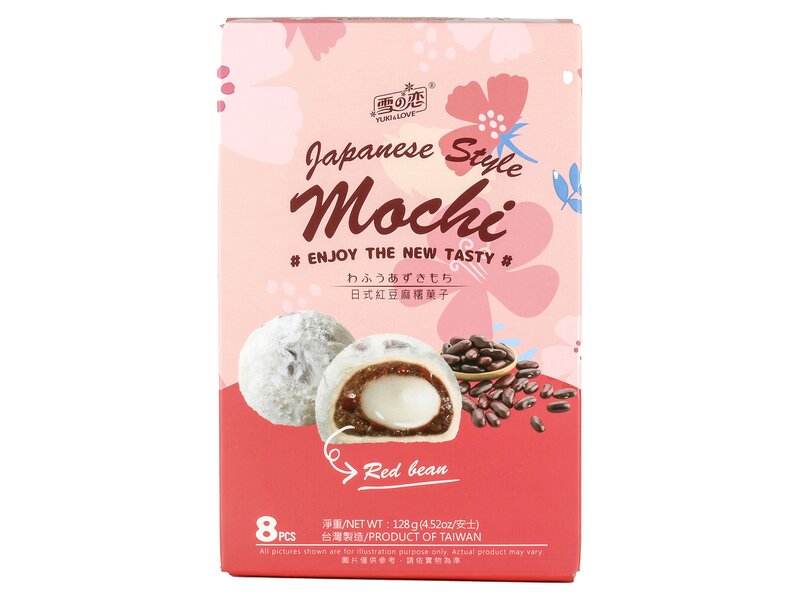 雪の恋®
YUKI&LOVE
Japanese Style
Mochi
# ENJOY THE NEW TASTY #
わふうあずきもち
日式紅豆麻糬菓子
Red bean
8PCS
淨重/NET WT：128g(4.52oz/安士)
台灣製造/PRODUCT OF TAIWAN
All pictures shown are for illustration purpose only. Actual product may vary.
圖片僅供參考，請依實物為準